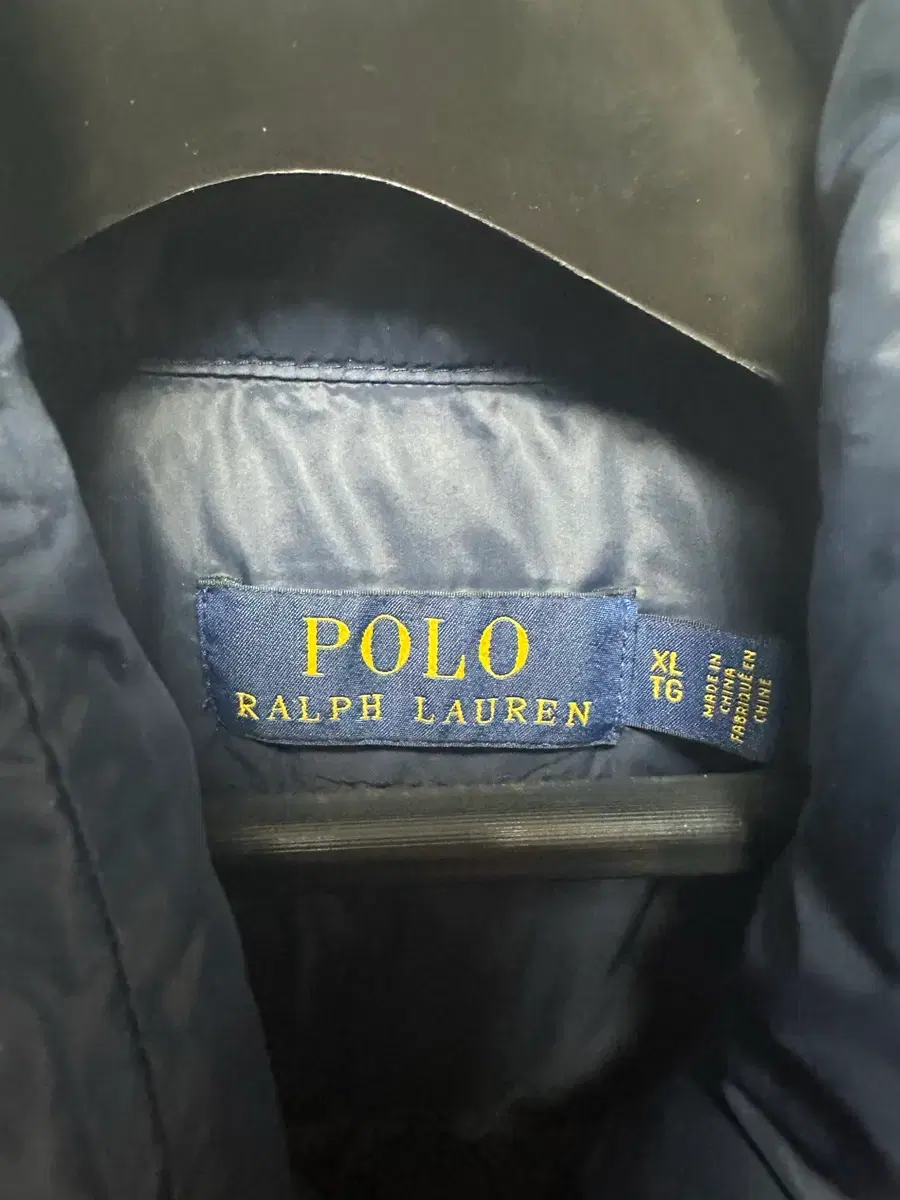 POLO
RALPH LAUREN
XL
TG
MADE IN
CHINA
FABRIQUÉ EN
CHINE